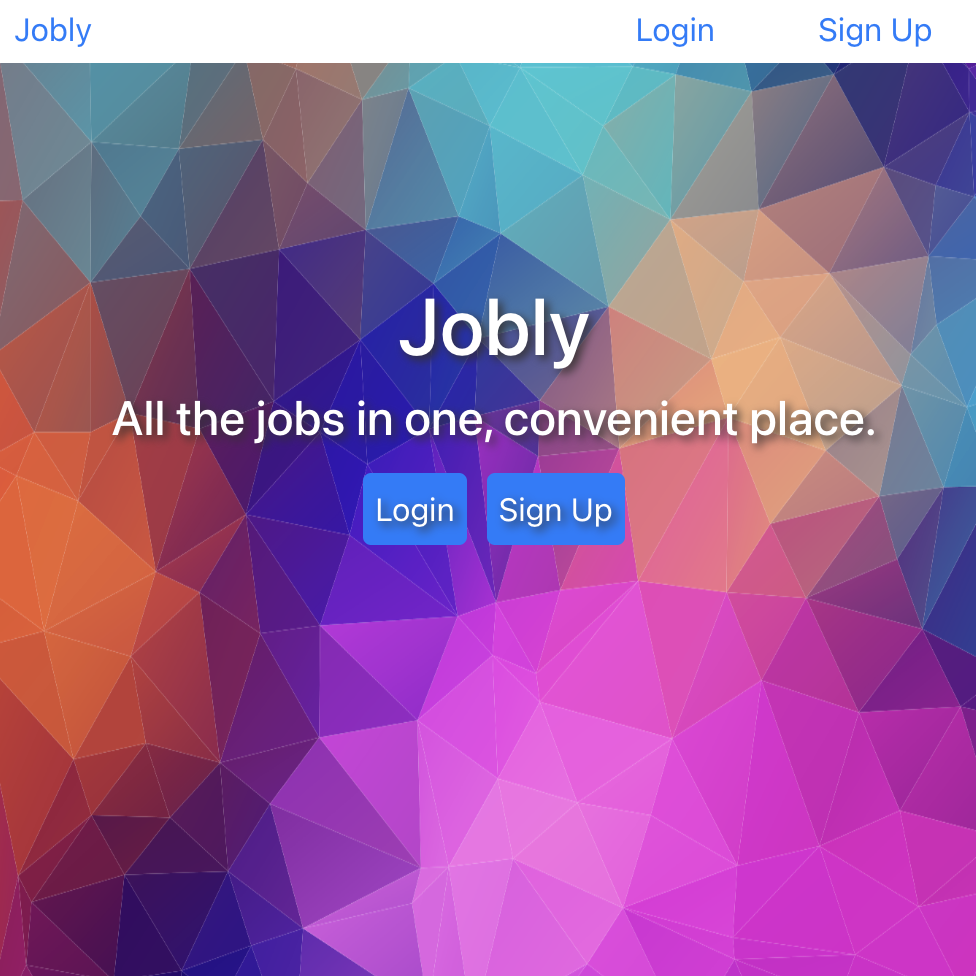 Jobly Login Sign Up
Jobly
All the jobs in one, convenient place.
Login Sign Up